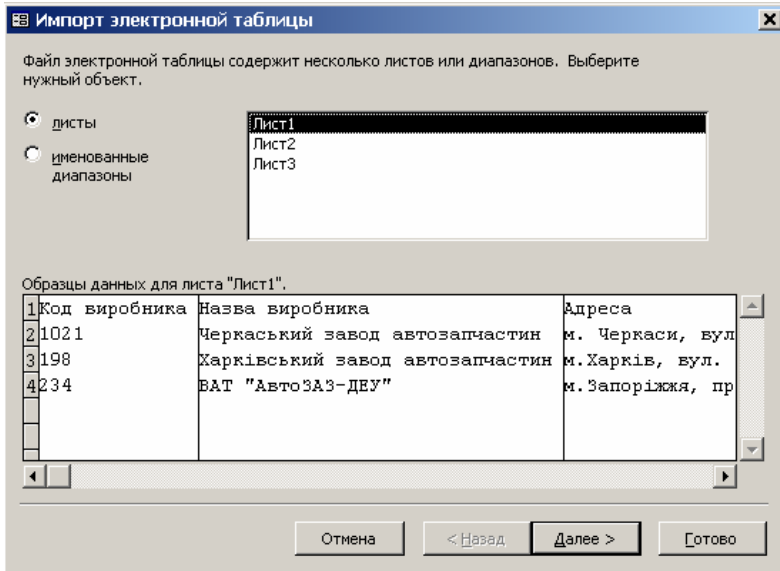 Импорт электронной таблицы
Файл электронной таблицы содержит несколько листов или диапазонов. Выберите
нужный объект.
листы
именованные
диапазоны
Лист1
Лист2
Лист3
Образцы данных для листа "Лист1".
1 Код виробника Назва виробника Адреса
2 1021 Черкаський завод автозапчастин м. Черкаси, вул
3 198 Харківський завод автозапчастин м.Харків, вул.
4 234 ВАТ "АвтоЗАЗ-ДЕУ" м.Запоріжжя, пр
Отмена < Назад Далее > Готово